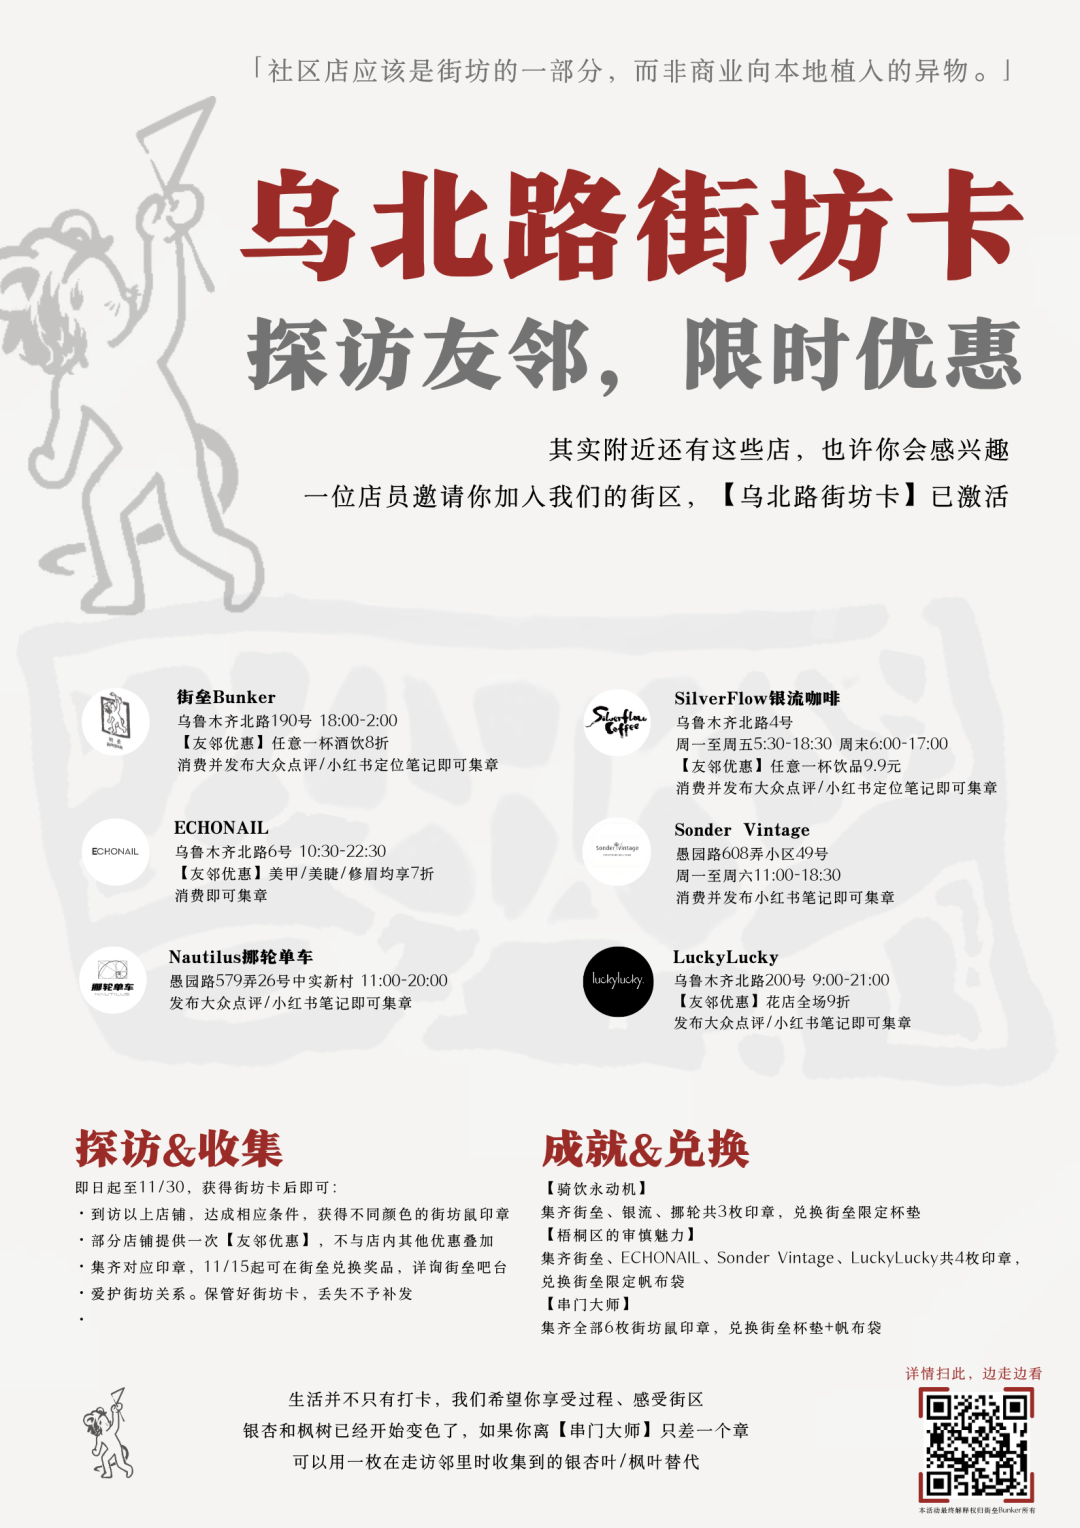 「社区店应该是街坊的一部分，而非商业向本地植入的异物。」
乌北路街坊卡
探访友邻，限时优惠
其实附近还有这些店，也许你会感兴趣
一位店员邀请你加入我们的街区，【乌北路街坊卡】已激活
街垒Bunker
乌鲁木齐北路190号 18:00-2:00
【友邻优惠】任意一杯酒饮8折
消费并发布大众点评/小红书定位笔记即可集章
Silverflow
Coffee
SilverFlow银流咖啡
乌鲁木齐北路4号
周一至周五5:30-18:30 周末6:00-17:00
【友邻优惠】任意一杯饮品9.9元
消费并发布大众点评/小红书定位笔记即可集章
ECHONAIL
ECHONAIL
乌鲁木齐北路6号 10:30-22:30
【友邻优惠】美甲/美睫/修眉均享7折
消费即可集章
Sonder Vintage
Sonder Vintage
愚园路608弄小区49号
周一至周六11:00-18:30
消费并发布小红书笔记即可集章
挪轮单车
NAUTILUS
Nautilus挪轮单车
愚园路579弄26号中实新村 11:00-20:00
发布大众点评/小红书笔记即可集章
luckylucky.
LuckyLucky
乌鲁木齐北路200号 9:00-21:00
【友邻优惠】花店全场9折
发布大众点评/小红书笔记即可集章
探访&收集
即日起至11/30，获得街坊卡后即可：
·到访以上店铺，达成相应条件，获得不同颜色的街坊鼠印章
·部分店铺提供一次【友邻优惠】，不与店内其他优惠叠加
·集齐对应印章，11/15起可在街垒兑换奖品，详询街垒吧台
·爱护街坊关系。保管好街坊卡，丢失不予补发
·
成就&兑换
【骑饮永动机】
集齐街垒、银流、挪轮共3枚印章，兑换街垒限定杯垫
【梧桐区的审慎魅力】
集齐街垒、ECHONAIL、Sonder Vintage、LuckyLucky共4枚印章，
兑换街垒限定帆布袋
【串门大师】
集齐全部6枚街坊鼠印章，兑换街垒杯垫+帆布袋
生活并不只有打卡，我们希望你享受过程、感受街区
银杏和枫树已经开始变色了，如果你离【串门大师】只差一个章
可以用一枚在走访邻里时收集到的银杏叶/枫叶替代
详情扫此，边走边看
本活动最终解释权归街垒Bunker所有